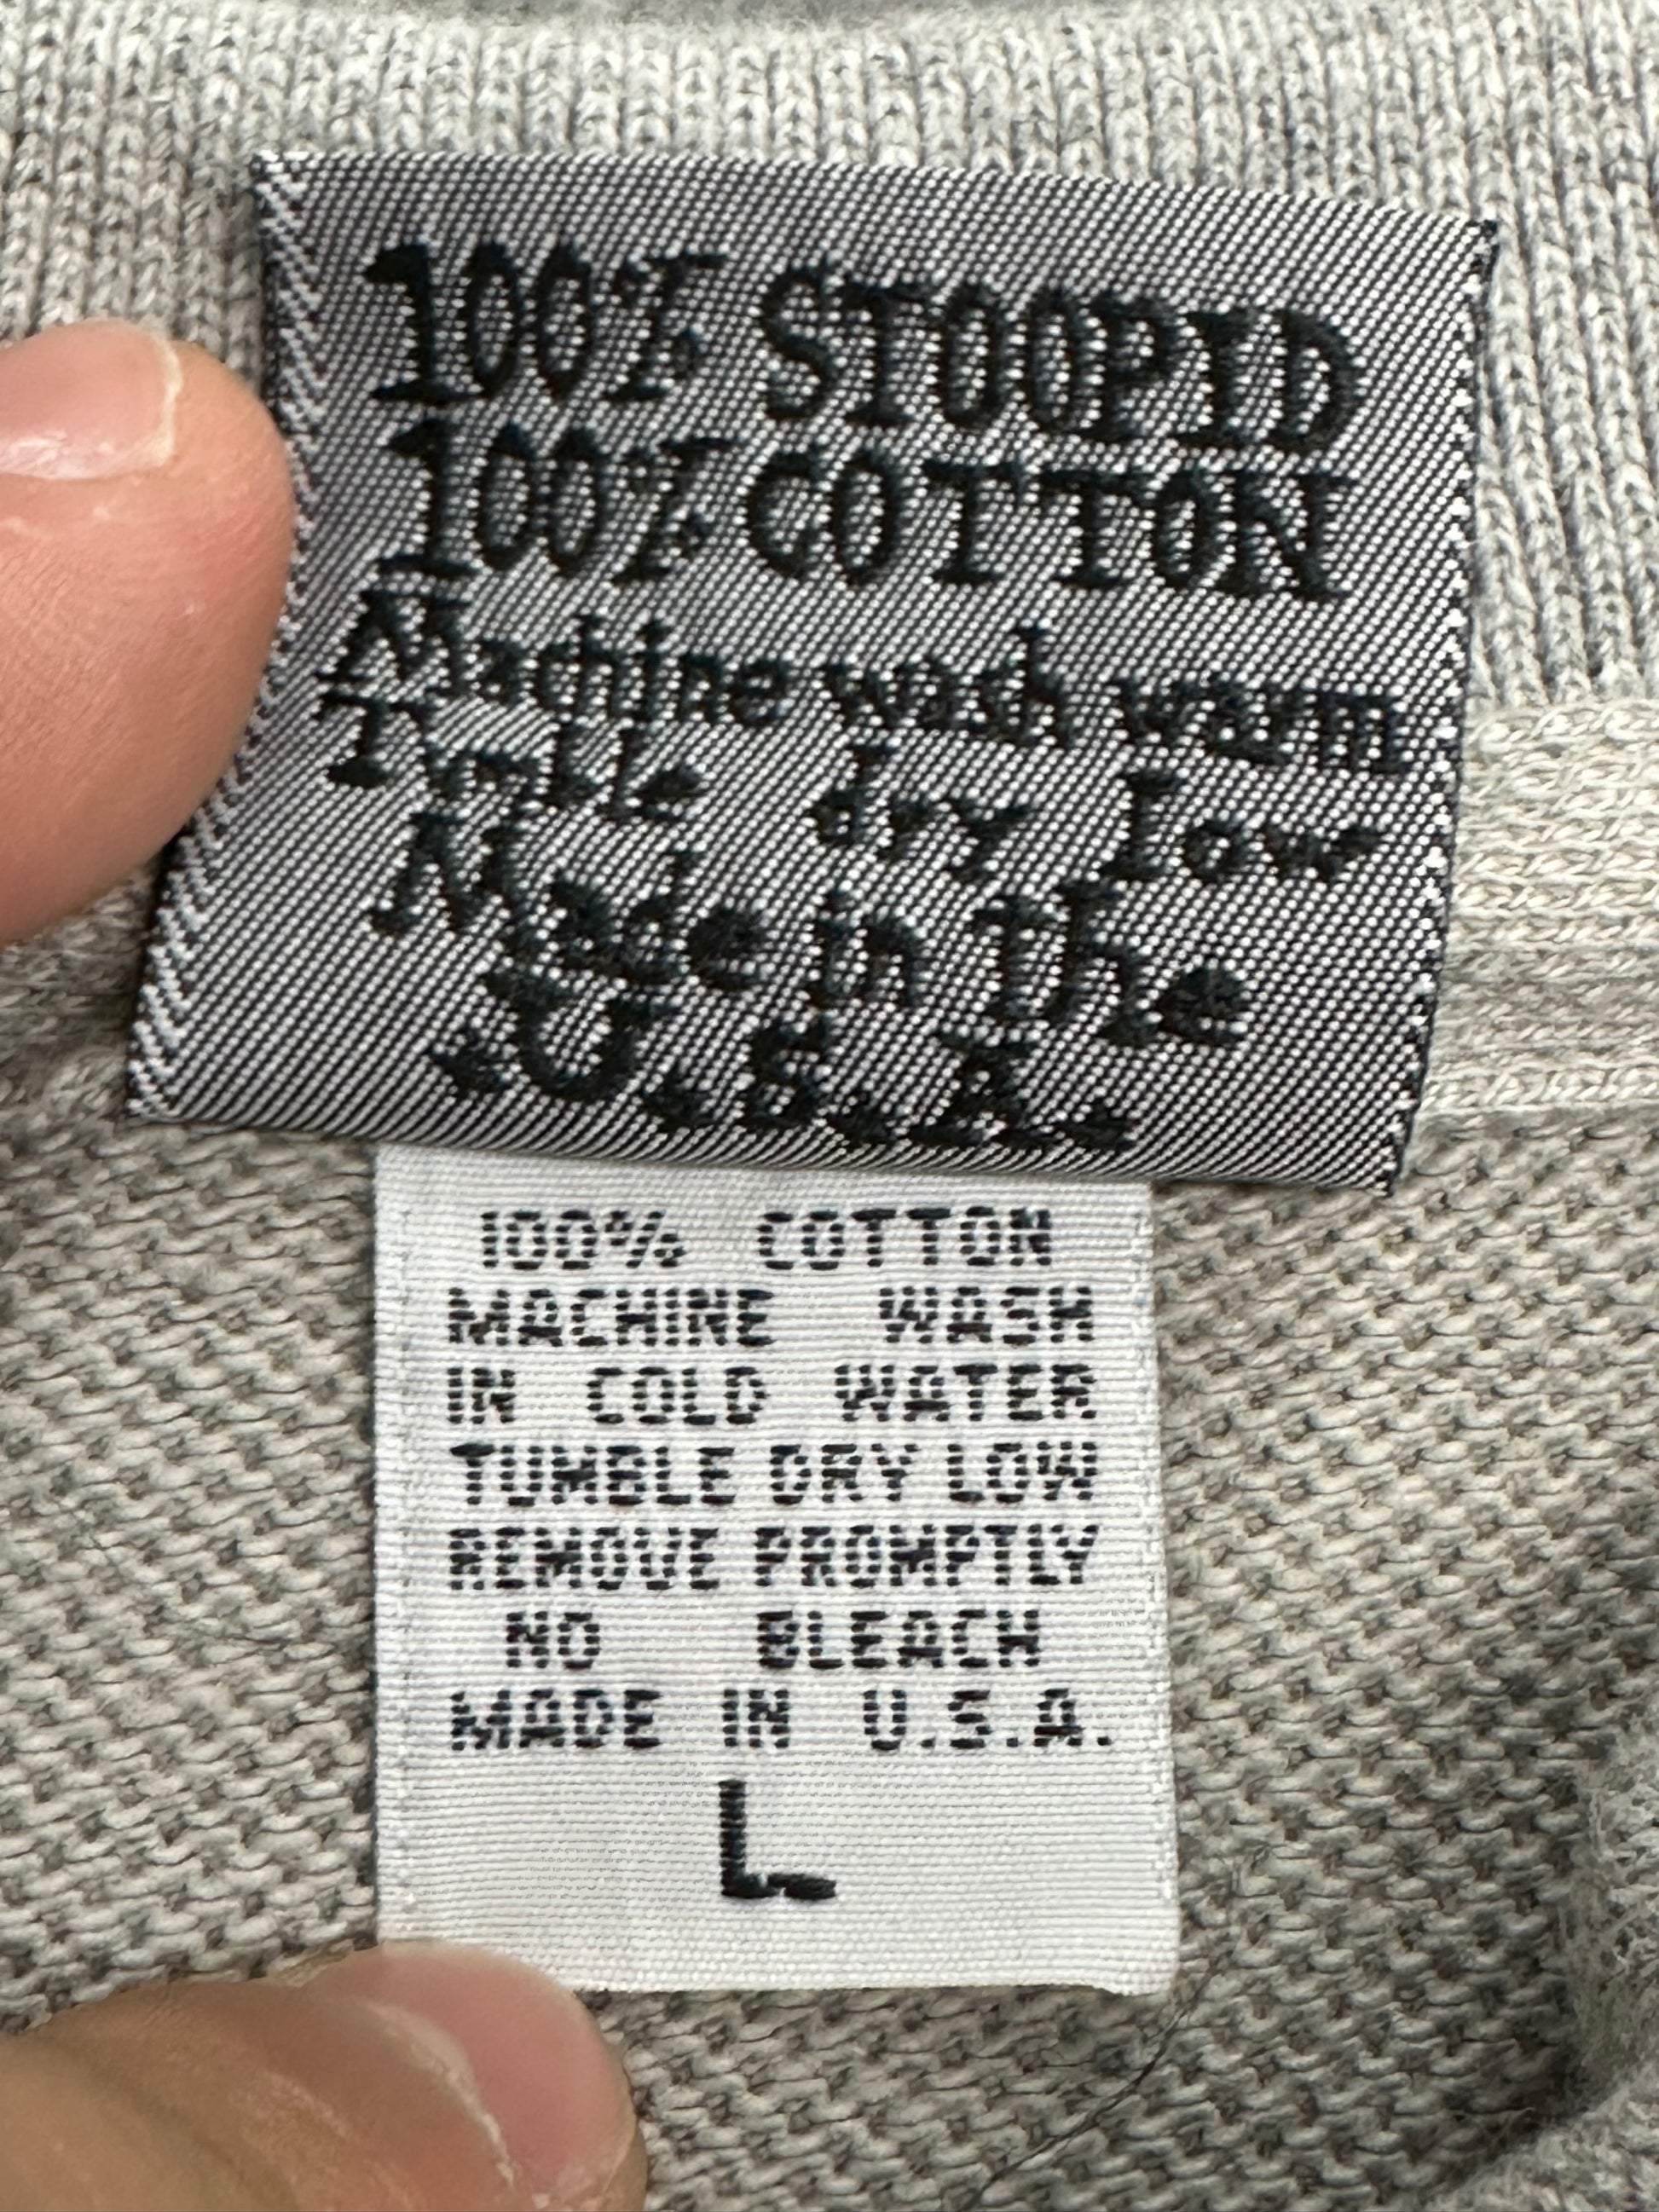 100% STOOPID
100% COTTON
Machine wash warm
Tumble dry Low
Made in the
*U.S.A.*
100% COTTON
MACHINE WASH
IN COLD WATER
TUMBLE DRY LOW
REMOVE PROMPTLY
NO BLEACH
MADE IN U.S.A.
L